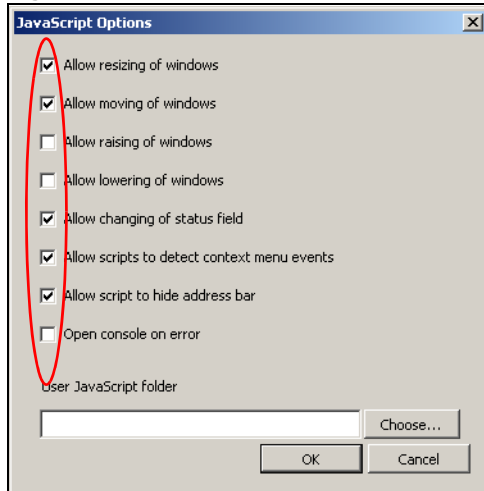 JavaScript Options
Allow resizing of windows
Allow moving of windows
Allow raising of windows
Allow lowering of windows
Allow changing of status field
Allow scripts to detect context menu events
Allow script to hide address bar
Open console on error
User JavaScript folder
Choose...
OK Cancel